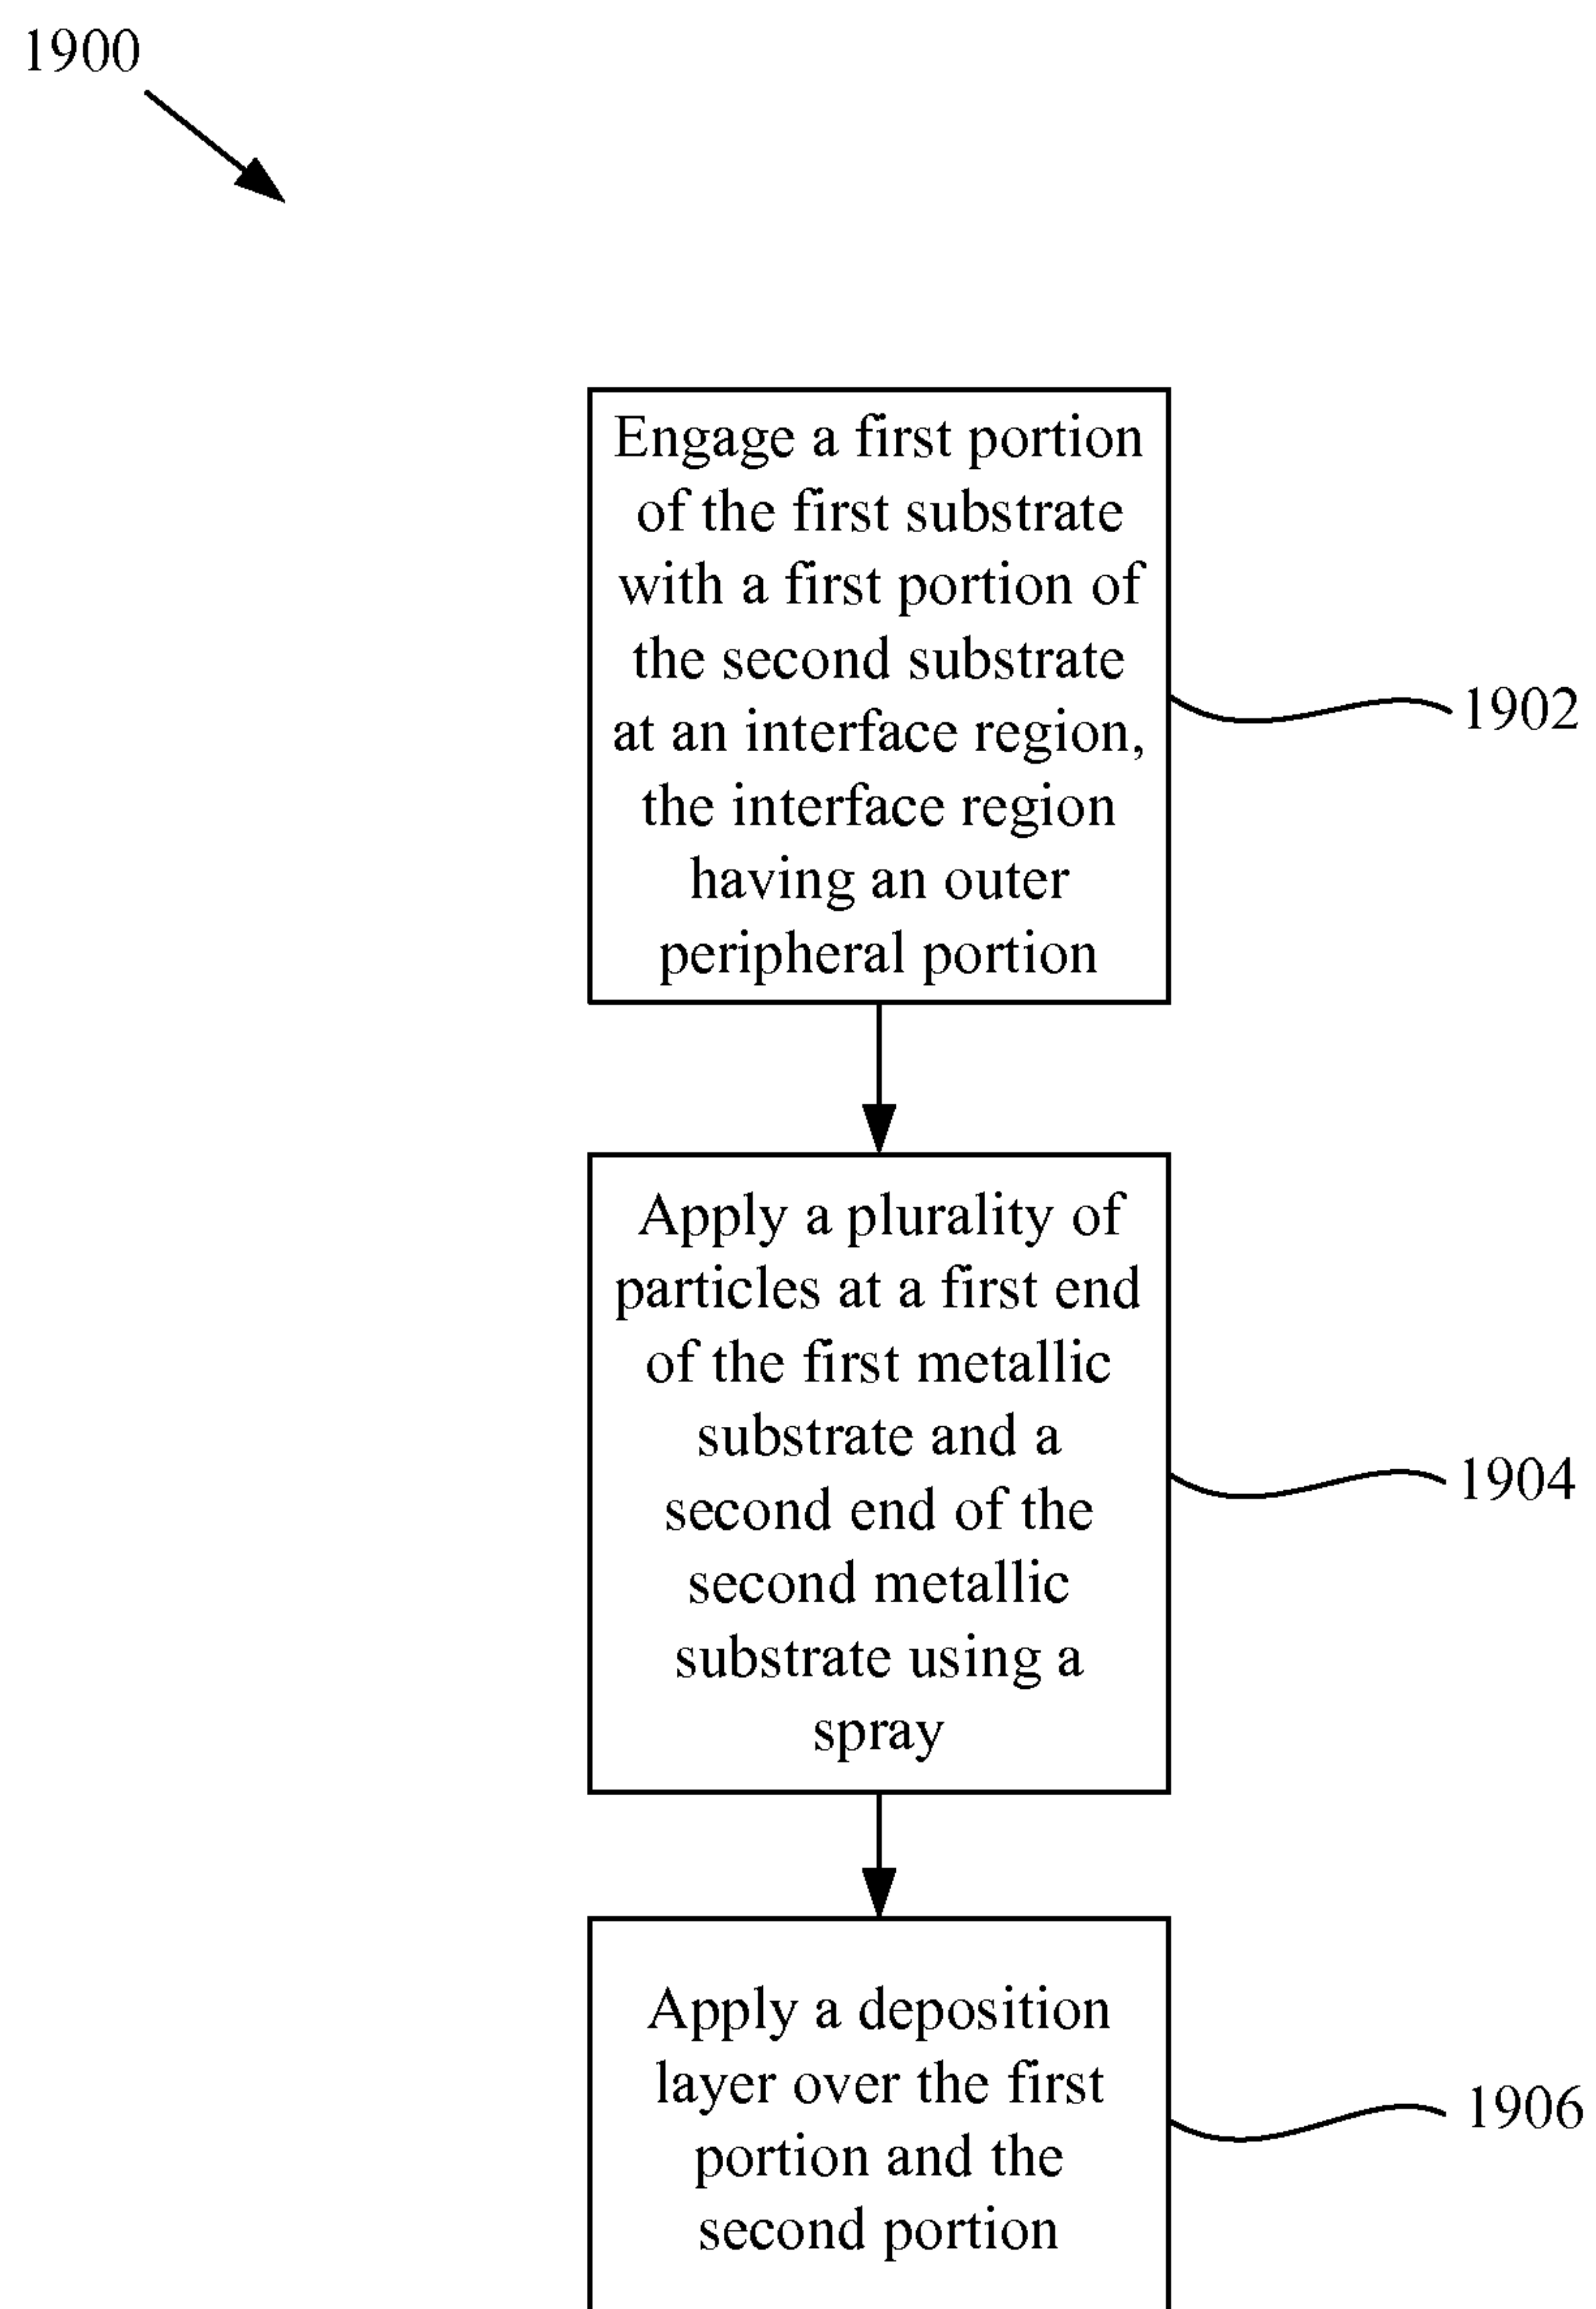 1900
Engage a first portion
of the first substrate
with a first portion of
the second substrate
at an interface region,
the interface region
having an outer
peripheral portion
1902
Apply a plurality of
particles at a first end
of the first metallic
substrate and a
second end of the
second metallic
substrate using a
spray
1904
Apply a deposition
layer over the first
portion and the
second portion
1906